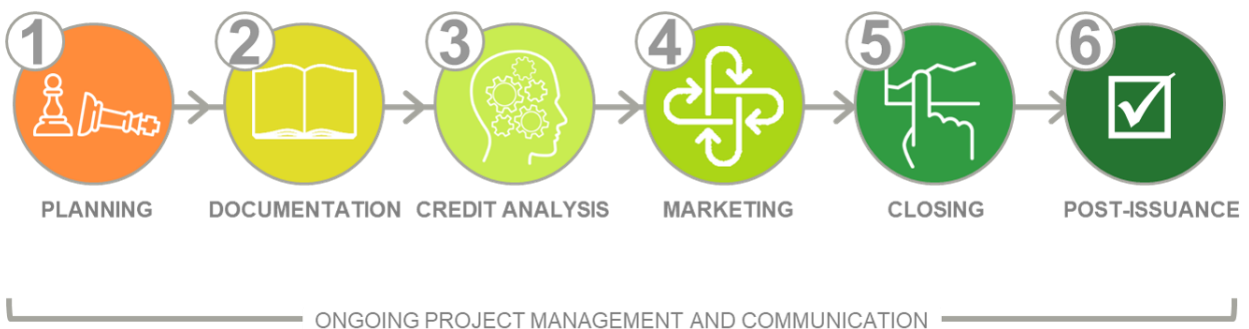 1 2 3 4 5 6
PLANNING DOCUMENTATION CREDIT ANALYSIS MARKETING CLOSING POST-ISSUANCE
ONGOING PROJECT MANAGEMENT AND COMMUNICATION